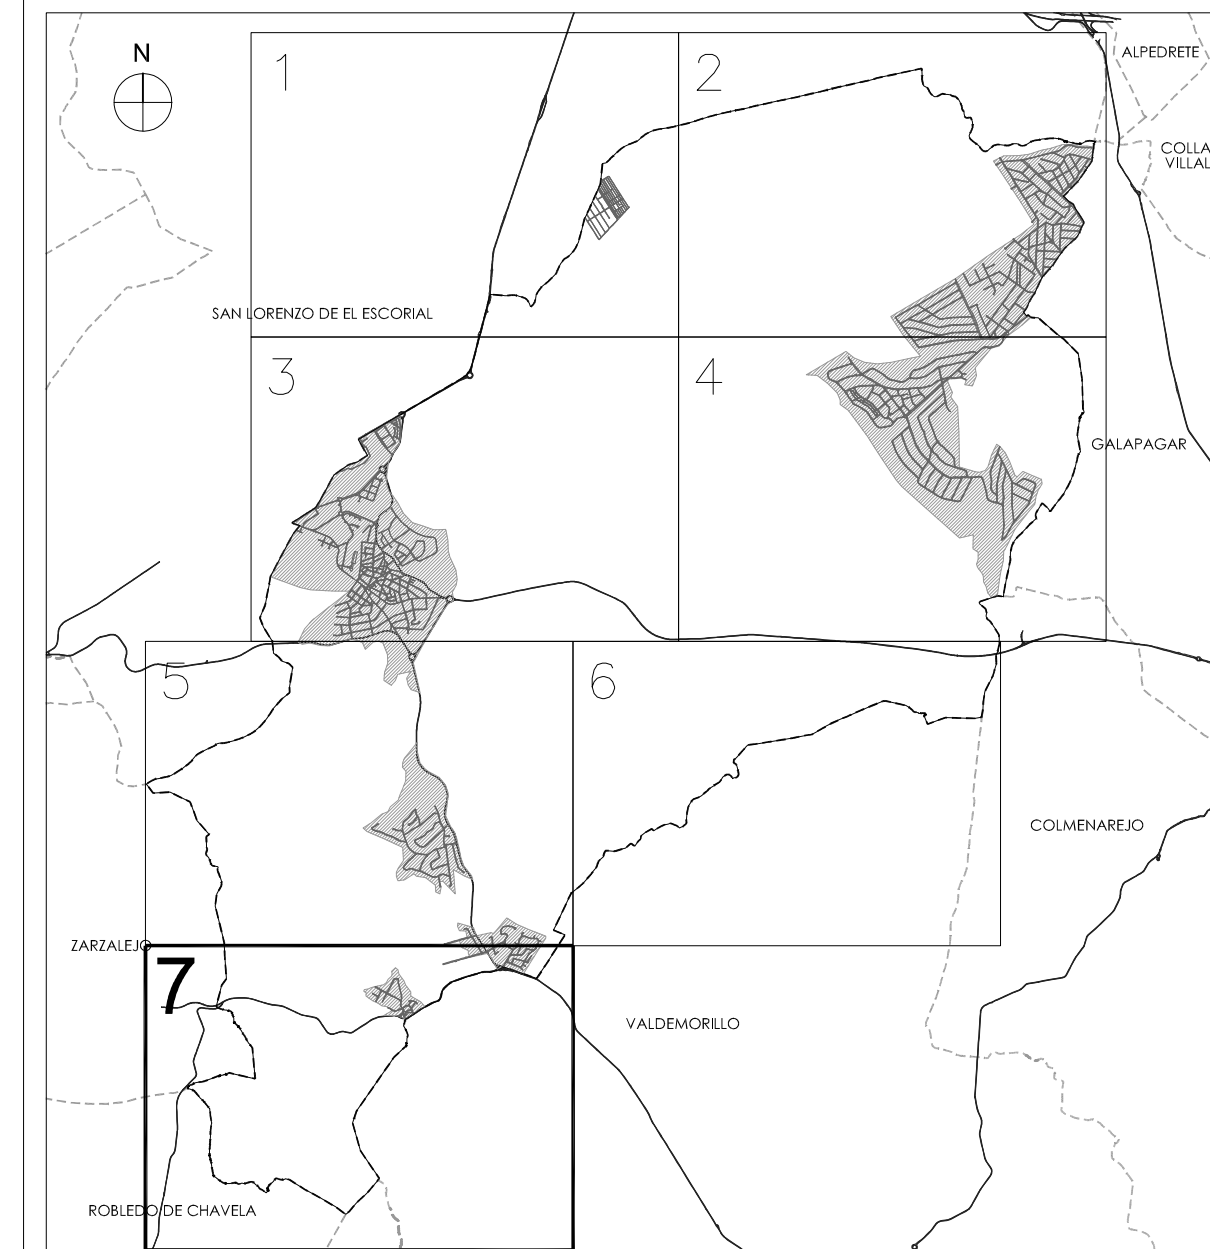 N
1
2
ALPEDRETE
COLLA
VILLAL
SAN LORENZO DE EL ESCORIAL
3
4
GALAPAGAR
5
6
COLMENAREJO
ZARZALEJO
7
VALDEMORILLO
ROBLEDO DE CHAVELA